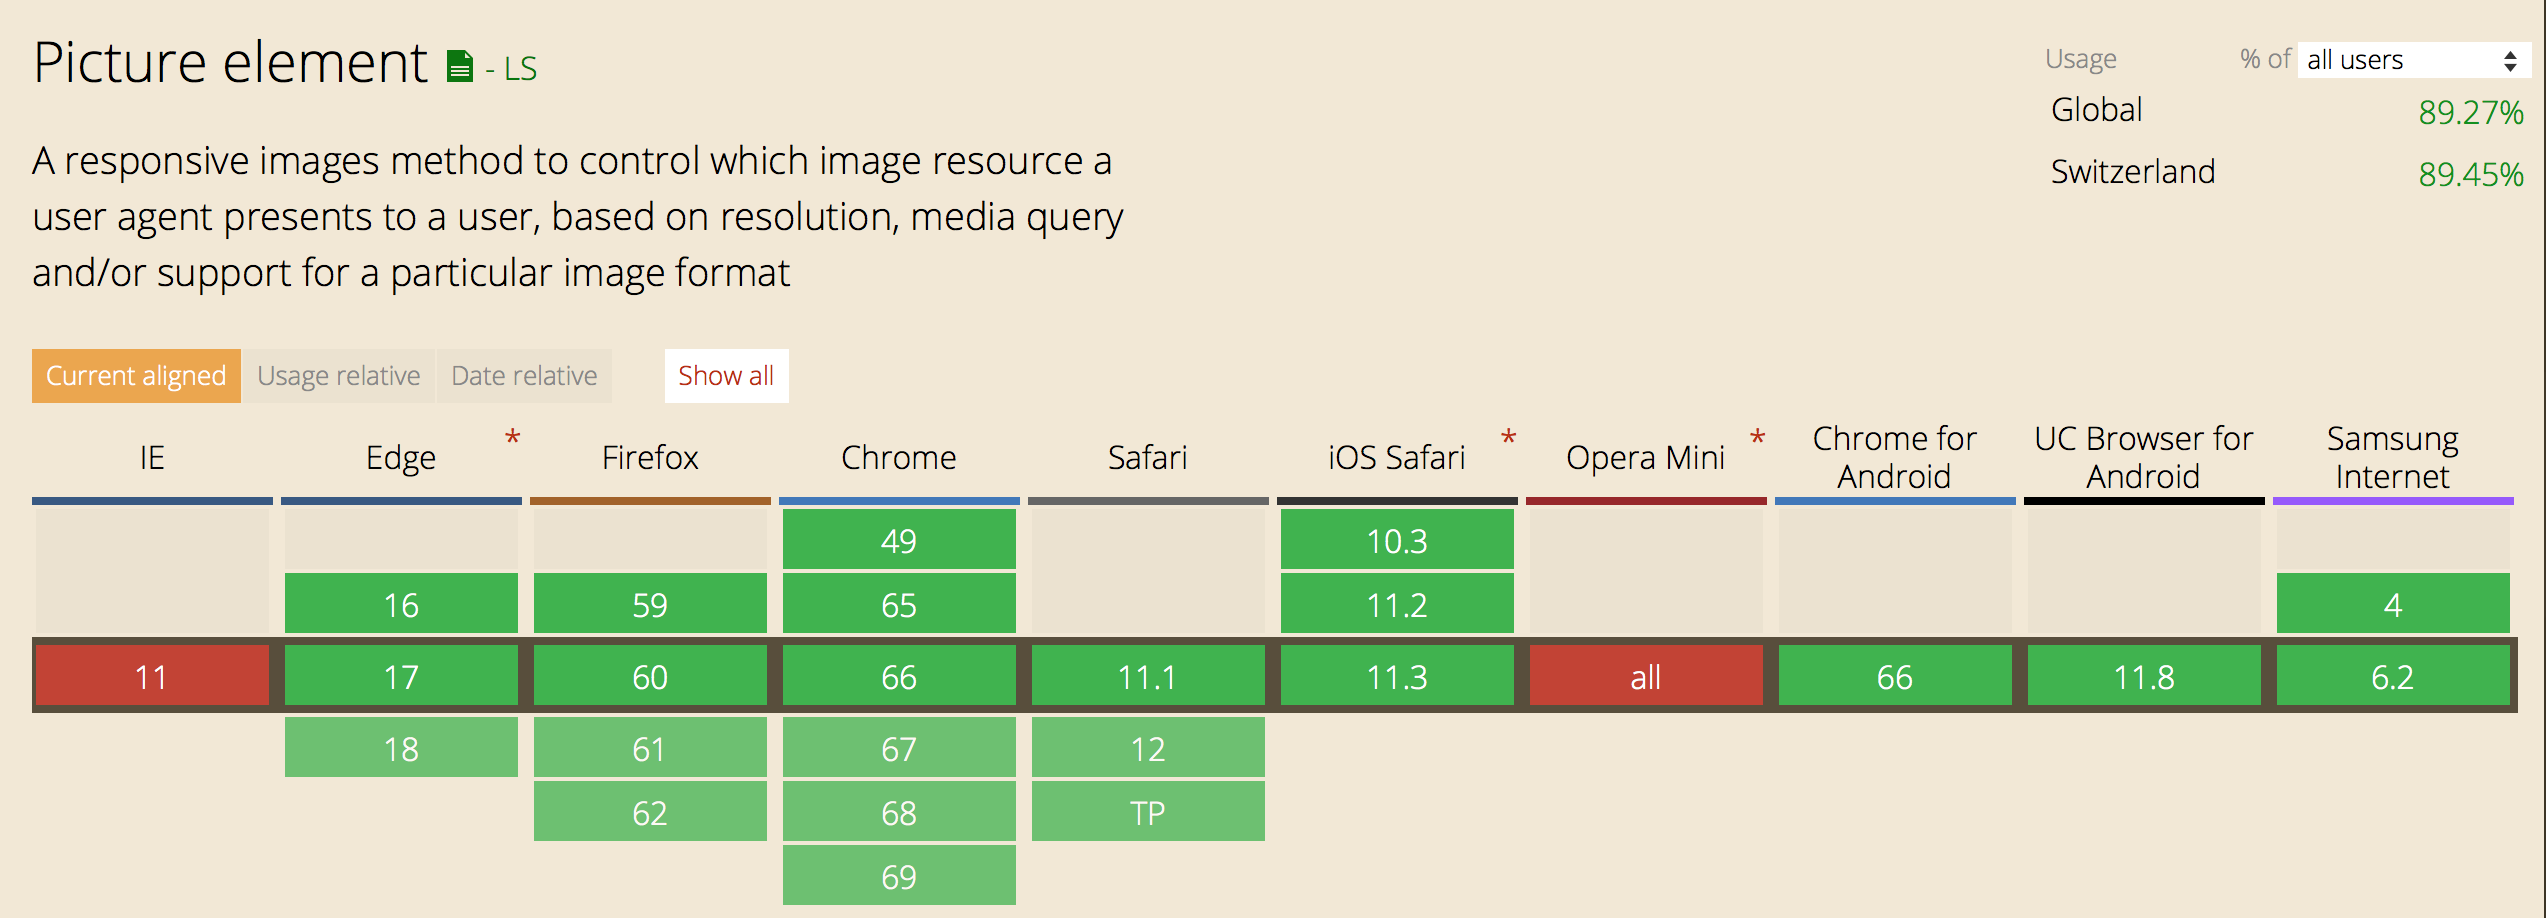 Picture element - LS
Usage % of all users
Global 89.27%
Switzerland 89.45%
A responsive images method to control which image resource a
user agent presents to a user, based on resolution, media query
and/or support for a particular image format
Current aligned Usage relative Date relative Show all
IE Edge * Firefox Chrome Safari iOS Safari * Opera Mini * Chrome for Android UC Browser for Android Samsung Internet
49 10.3
16 59 65 11.2 4
11 17 60 66 11.1 11.3 all 66 11.8 6.2
18 61 67 12
62 68 TP
69